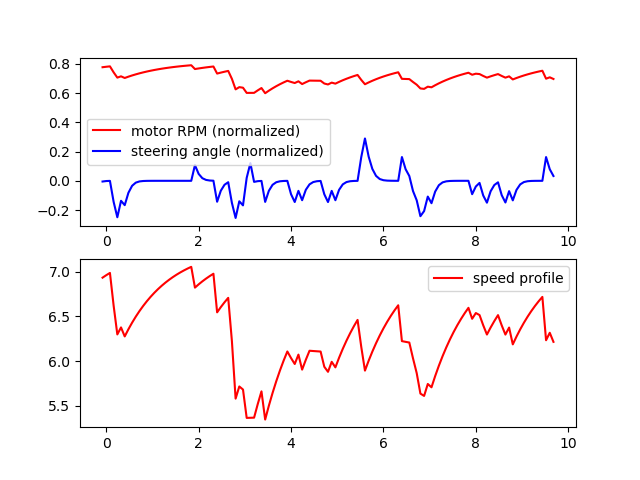 0.8
0.6
0.4
0.2
0.0
−0.2
motor RPM (normalized)
steering angle (normalized)
0 2 4 6 8 10
7.0
6.5
6.0
5.5
speed profile
0 2 4 6 8 10